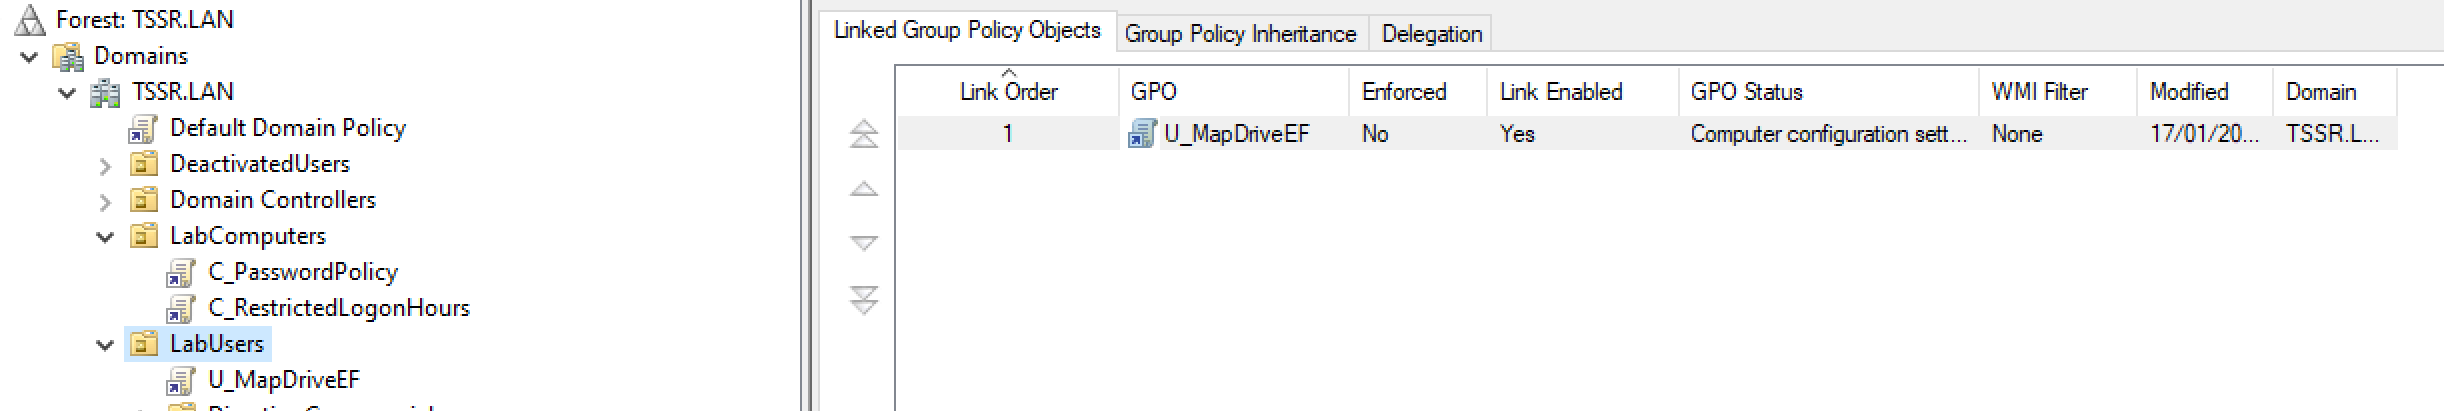 Forest: TSSR.LAN
Domains
TSSR.LAN
Default Domain Policy
DeactivatedUsers
Domain Controllers
LabComputers
C_PasswordPolicy
C_RestrictedLogonHours
LabUsers
U_MapDriveEF
Linked Group Policy Objects Group Policy Inheritance Delegation
Link Order GPO Enforced Link Enabled GPO Status WMI Filter Modified Domain
1 U_MapDriveEF No Yes Computer configuration sett... None 17/01/20... TSSR.L...